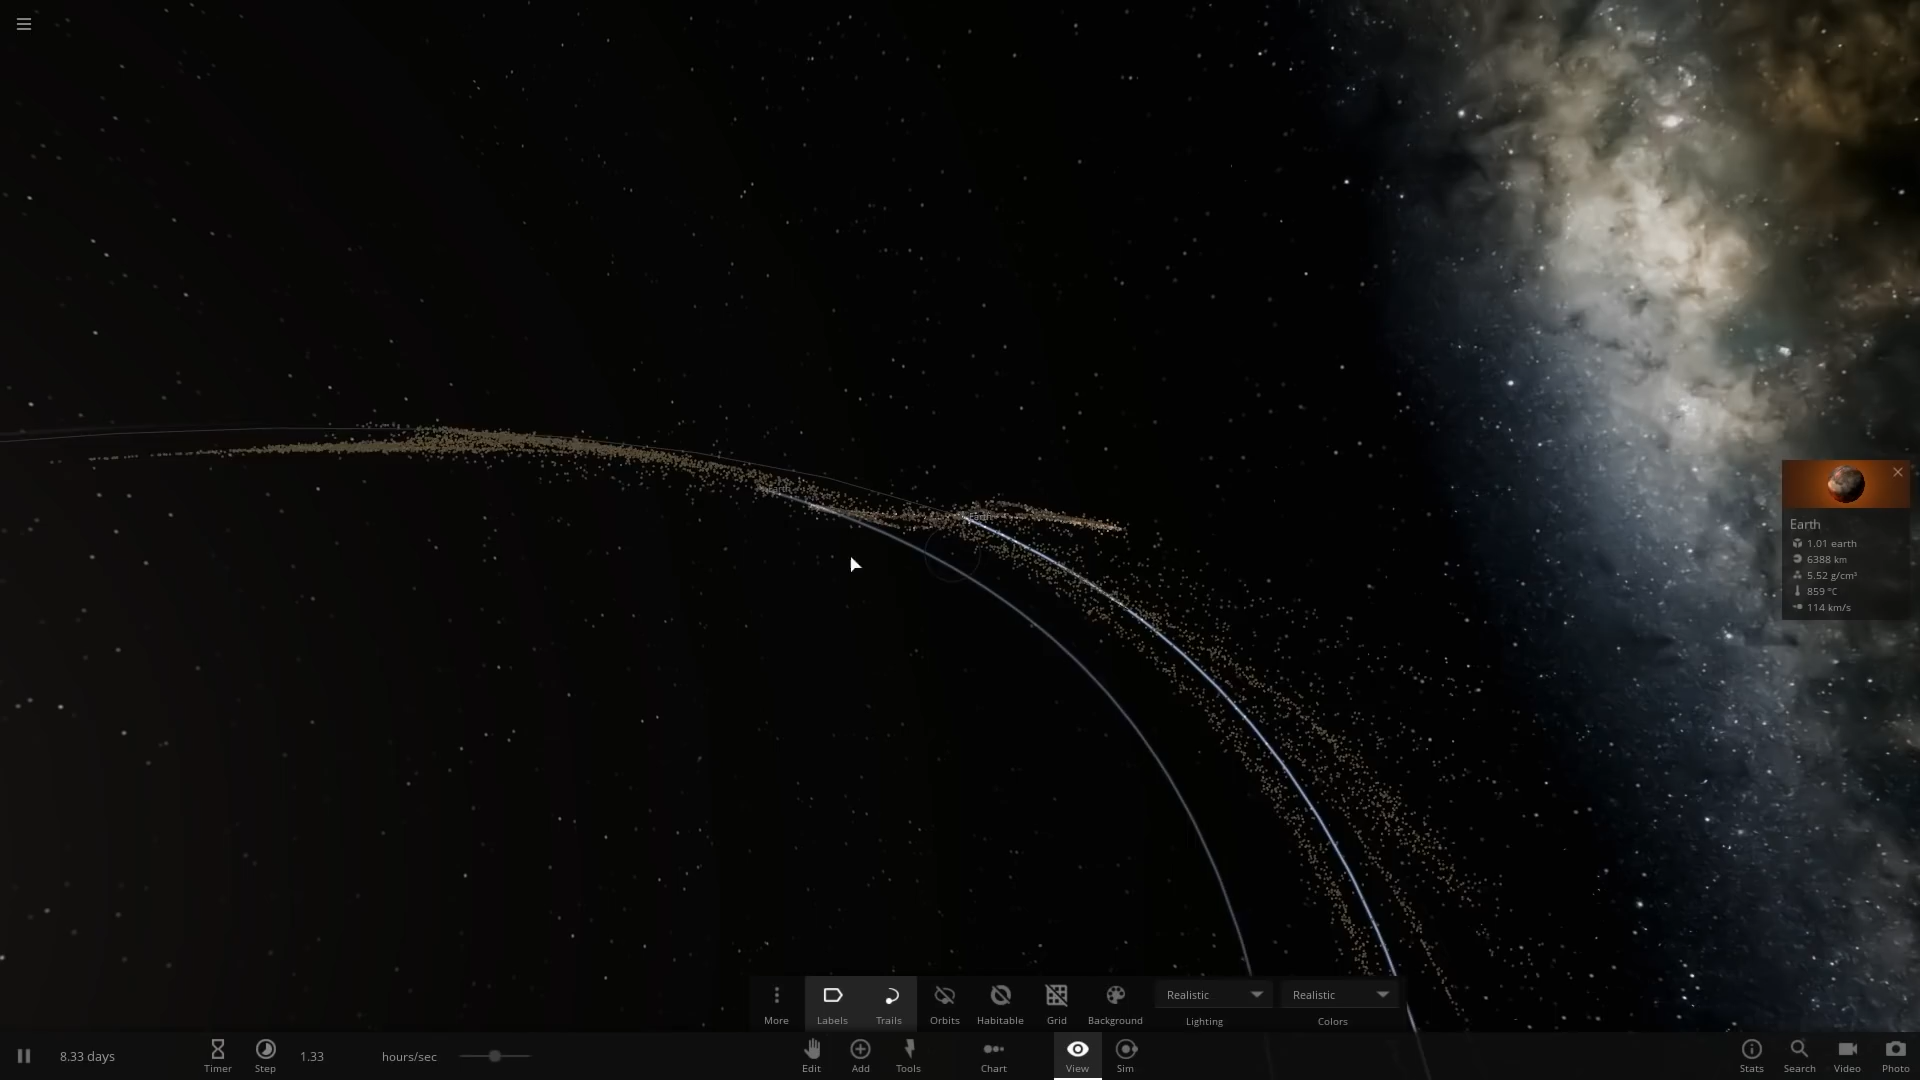 Earth
Earth
Earth
1.01 earth
6388 km
5.52 g/cm³
859 °C
114 km/s
More
Labels
Trails
Orbits
Habitable
Grid
Background
Realistic
Lighting
Realistic
Colors
8.33 days
Timer
Step
1.33
hours/sec
Edit
Add
Tools
Chart
View
Sim
Stats
Search
Video
Photo